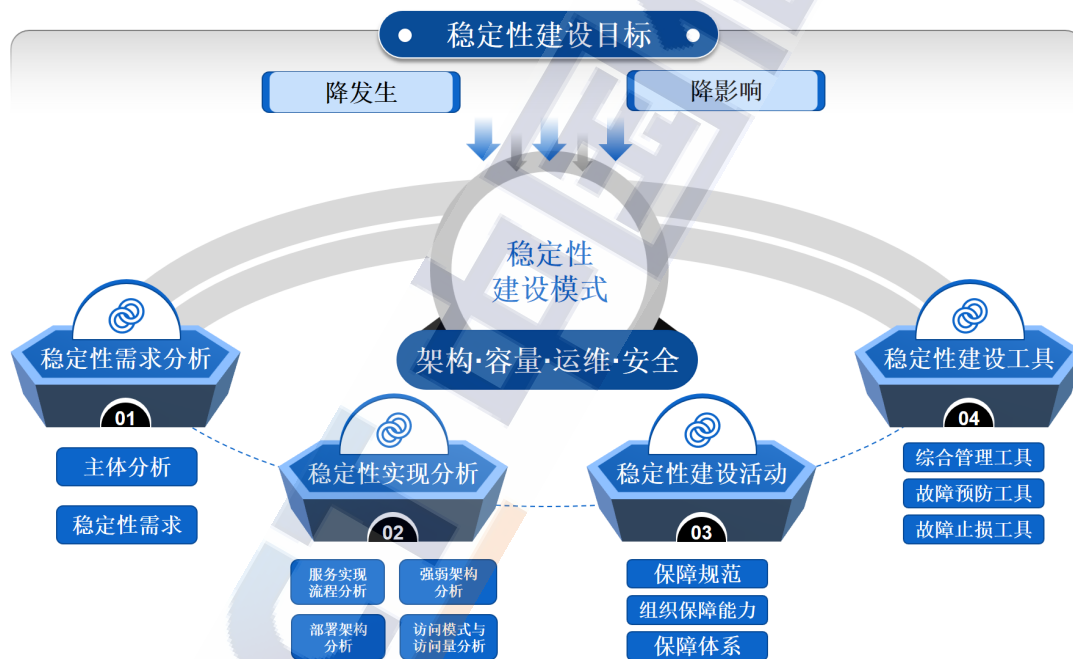 稳定性建设目标
降发生
降影响
稳定性
建设模式
架构·容量·运维·安全
稳定性需求分析
01
主体分析
稳定性需求
稳定性实现分析
02
服务实现
流程分析
强弱架构
分析
部署架构
分析
访问模式与
访问量分析
稳定性建设活动
03
保障规范
组织保障能力
保障体系
稳定性建设工具
04
综合管理工具
故障预防工具
故障止损工具